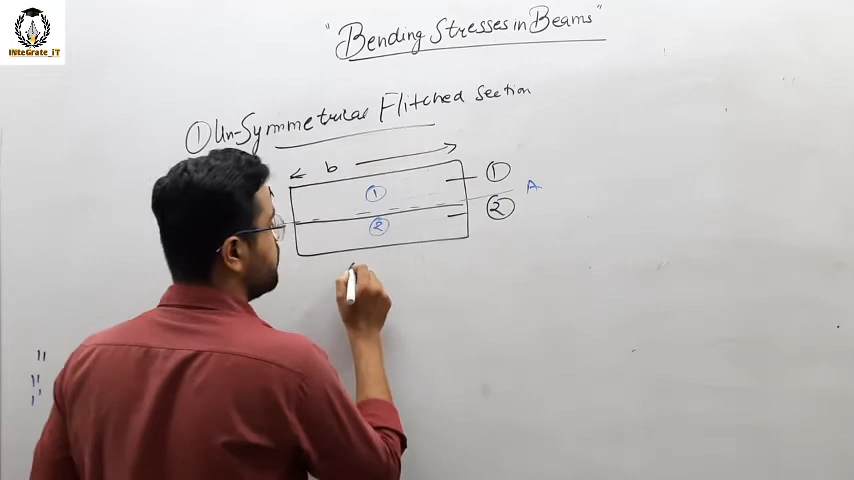 INteGrate_iT
"Bending Stresses in Beams"
① Un-Symmetrical Flitched Section
b
① ①
A
② ②